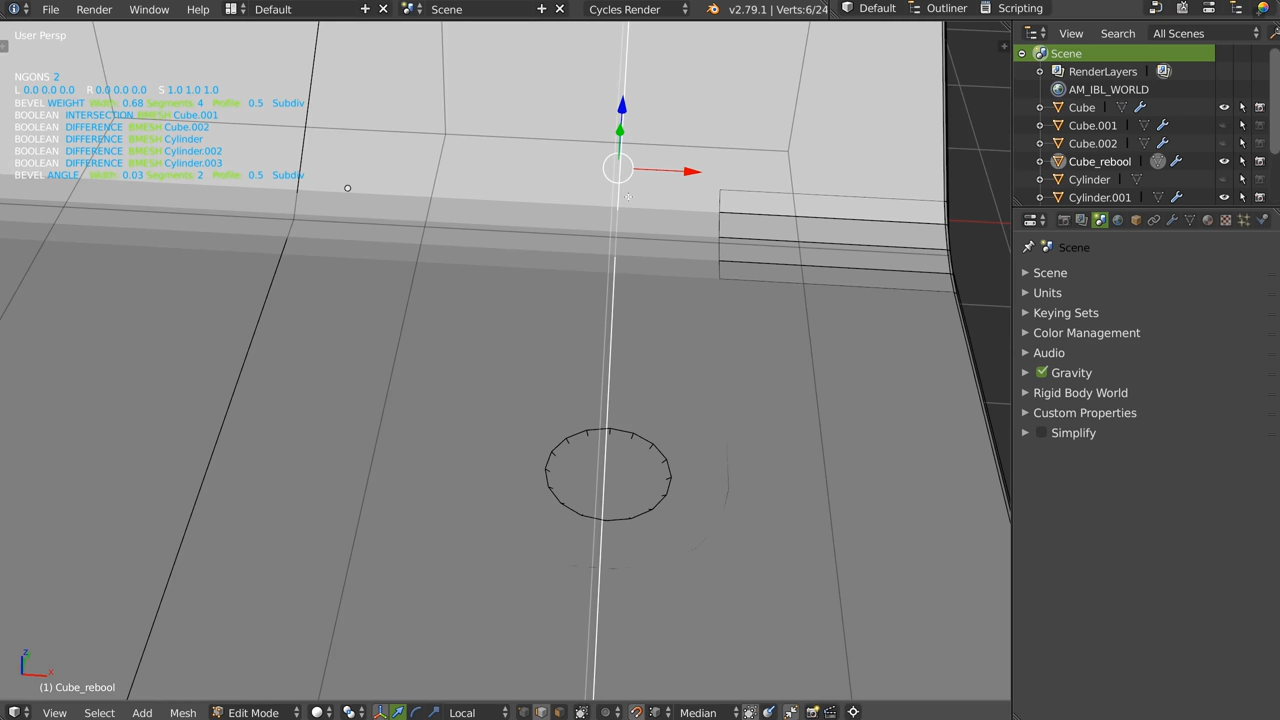 File Render Window Help Default Scene Cycles Render v2.79.1 | Verts:6/24 Default Outliner Scripting
User Persp
NGONS 2
L 0.0 0.0 0.0 R 0.0 0.0 0.0 S 1.0 1.0 1.0
BEVEL WEIGHT Width: 0.68 Segments: 4 Profile: 0.5 Subdiv
BOOLEAN INTERSECTION BMESH Cube.001
BOOLEAN DIFFERENCE BMESH Cube.002
BOOLEAN DIFFERENCE BMESH Cylinder
BOOLEAN DIFFERENCE BMESH Cylinder.002
BOOLEAN DIFFERENCE BMESH Cylinder.003
BEVEL ANGLE Width: 0.03 Segments: 2 Profile: 0.5 Subdiv
View Search All Scenes
Scene
RenderLayers
AM_IBL_WORLD
Cube
Cube.001
Cube.002
Cube_rebool
Cylinder
Cylinder.001
Scene
Scene
Units
Keying Sets
Color Management
Audio
Gravity
Rigid Body World
Custom Properties
Simplify
z
x
(1) Cube_rebool
View Select Add Mesh Edit Mode Local Median